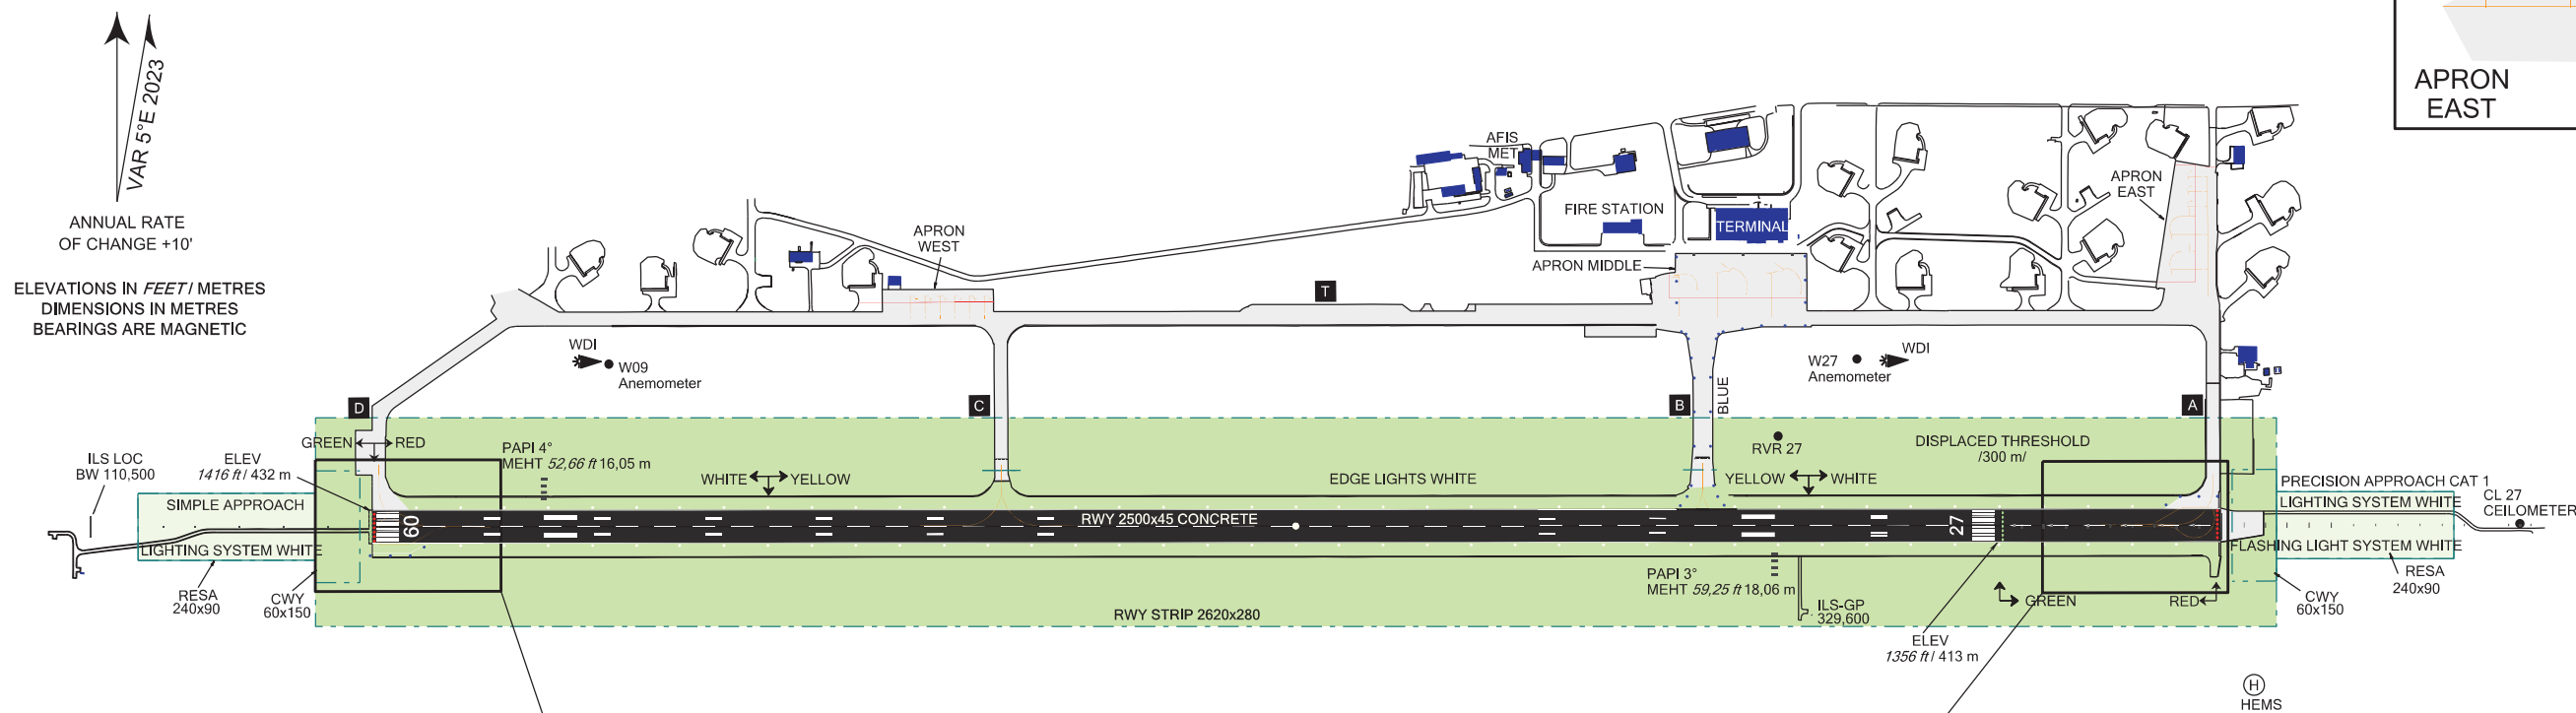 VAR 5°E 2023
ANNUAL RATE
OF CHANGE +10'
ELEVATIONS IN FEET / METRES
DIMENSIONS IN METRES
BEARINGS ARE MAGNETIC
APRON
EAST
AFIS
MET
FIRE STATION
TERMINAL
APRON
EAST
APRON
WEST
APRON MIDDLE
T
WDI
W09
Anemometer
W27
Anemometer
WDI
D
C
B
BLUE
A
GREEN
RED
PAPI 4°
MEHT 52,66 ft 16,05 m
RVR 27
DISPLACED THRESHOLD
/300 m/
ILS LOC
BW 110,500
ELEV
1416 ft / 432 m
WHITE
YELLOW
EDGE LIGHTS WHITE
YELLOW
WHITE
PRECISION APPROACH CAT 1
LIGHTING SYSTEM WHITE
CL 27
CEILOMETER
SIMPLE APPROACH
LIGHTING SYSTEM WHITE
09
RWY 2500x45 CONCRETE
27
FLASHING LIGHT SYSTEM WHITE
RESA
240x90
CWY
60x150
PAPI 3°
MEHT 59,25 ft 18,06 m
ILS-GP
329,600
GREEN
RED
RESA
240x90
CWY
60x150
RWY STRIP 2620x280
ELEV
1356 ft / 413 m
H
HEMS